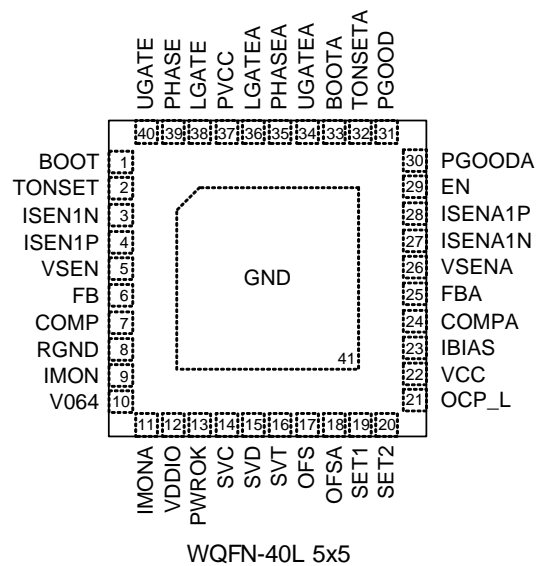 UGATE PHASE LGATE PVCC LGATEA PHASEA UGATEA BOOTA TONSETA PGOOD
40 39 38 37 36 35 34 33 32 31
BOOT 1 30 PGOODA
TONSET 2 29 EN
ISEN1N 3 28 ISENA1P
ISEN1P 4 27 ISENA1N
VSEN 5 26 VSENA
FB 6 GND 25 FBA
COMP 7 24 COMPA
RGND 8 23 IBIAS
41
IMON 9 22 VCC
V064 10 21 OCP_L
11 12 13 14 15 16 17 18 19 20
IMONA VDDIO PWROK SVC SVD SVT OFS OFSA SET1 SET2
WQFN-40L 5x5